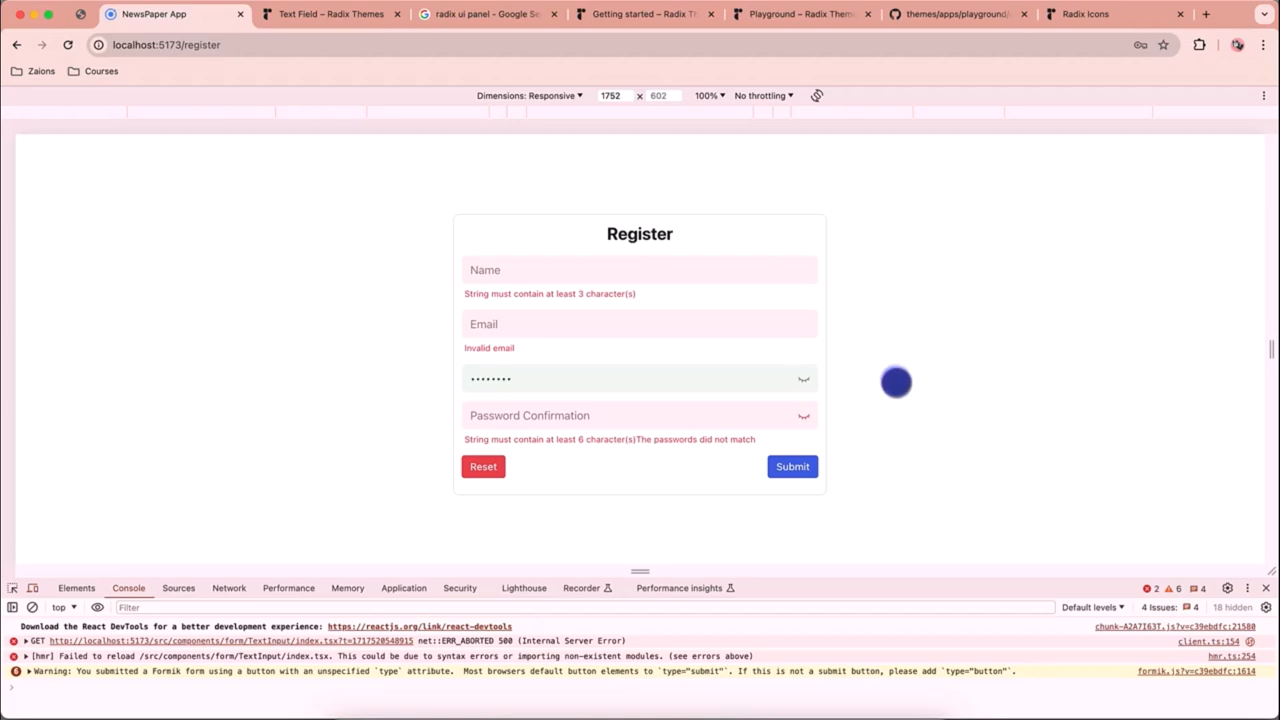 NewsPaper App
Text Field – Radix Themes
radix ui panel - Google Se
Getting started – Radix T
Playground – Radix Them
themes/apps/playground/
Radix Icons
localhost:5173/register
Zaions
Courses
Dimensions: Responsive
1752 × 602
100%
No throttling
Register
Name
String must contain at least 3 character(s)
Email
Invalid email
Password Confirmation
String must contain at least 6 character(s)The passwords did not match
Reset
Submit
Elements
Console
Sources
Network
Performance
Memory
Application
Security
Lighthouse
Recorder
Performance insights
2
6
4
top
Filter
Default levels
4 Issues:
4
18 hidden
Download the React DevTools for a better development experience: https://reactjs.org/link/react-devtools
chunk-A2A7I63T.js?v=c39ebdfc:21580
GET http://localhost:5173/src/components/form/TextInput/index.tsx?t=1717520548915 net::ERR_ABORTED 500 (Internal Server Error)
client.ts:154
[hmr] Failed to reload /src/components/form/TextInput/index.tsx. This could be due to syntax errors or importing non-existent modules. (see errors above)
hmr.ts:254
6
Warning: You submitted a Formik form using a button with an unspecified `type` attribute.  Most browsers default button elements to `type="submit"`. If this is not a submit button, please add `type="button"`.
formik.js?v=c39ebdfc:1614